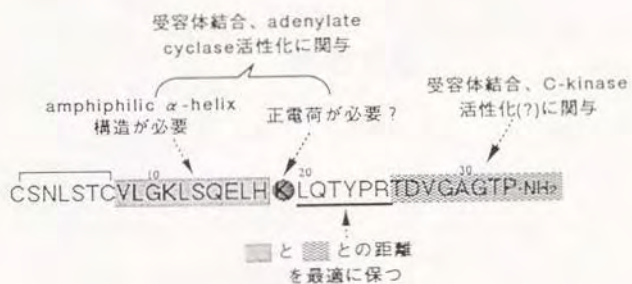 受容体結合、adenylate
cyclase活性化に関与
受容体結合、C-kinase
活性化(?)に関与
amphiphilic α-helix
構造が必要
正電荷が必要？
10 20 30
CSNLSTCVLGKLSQELHKLQTYPRTDVGAGTP-NH₂
と との距離
を最適に保つ